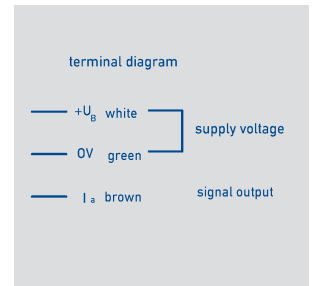 terminal diagram
+UB white
supply voltage
0V green
Ia brown
signal output